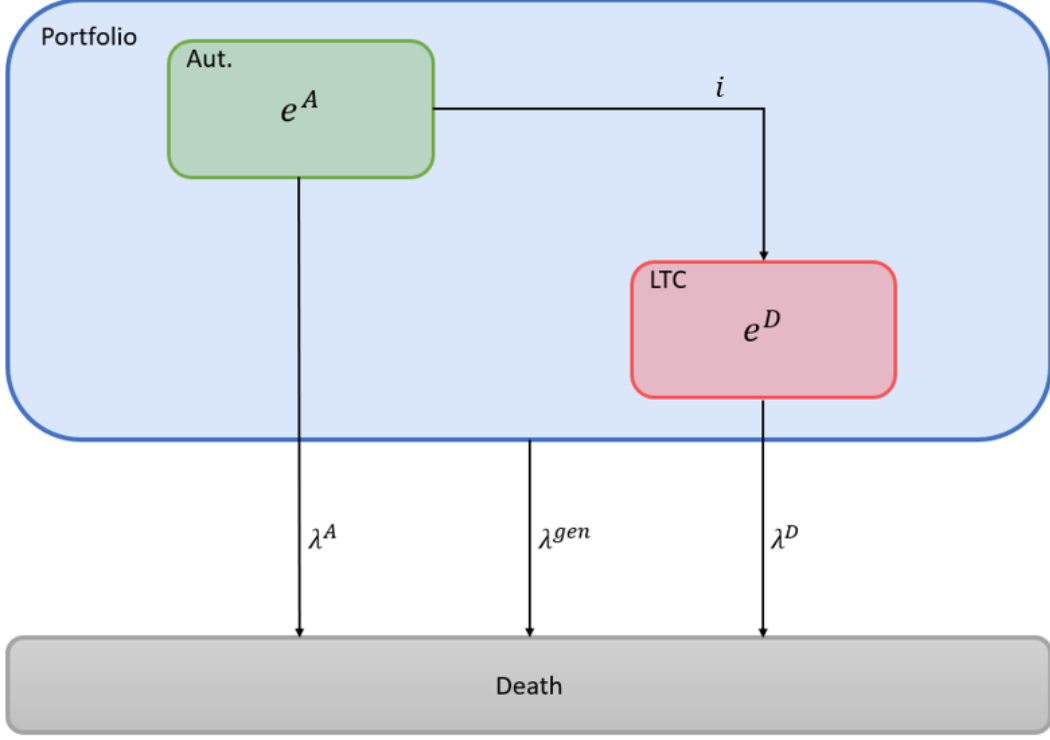 Portfolio
Aut.
e^A
i
LTC
e^D
λ^A
λ^gen
λ^D
Death